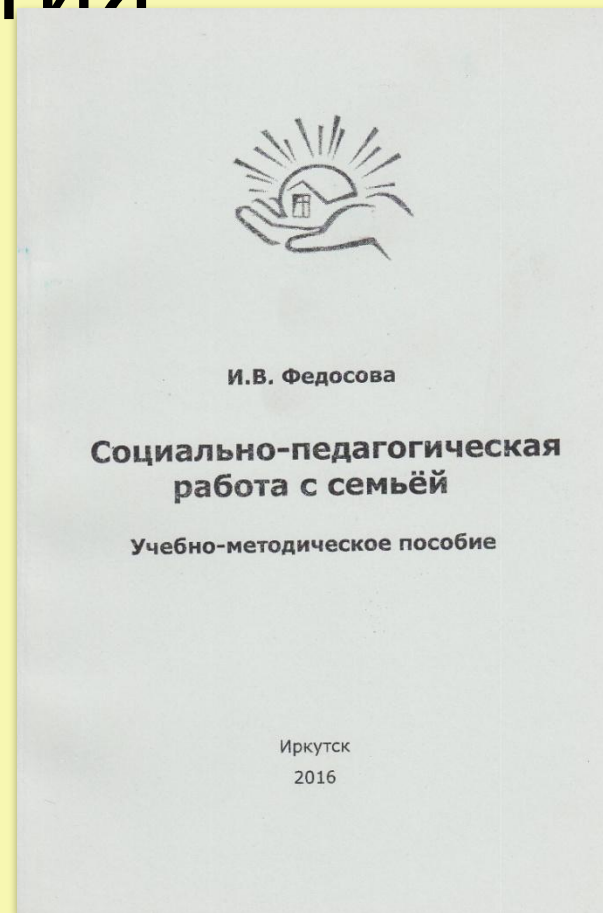 И.В. Федосова
Социально-педагогическая
работа с семьёй
Учебно-методическое пособие
Иркутск
2016